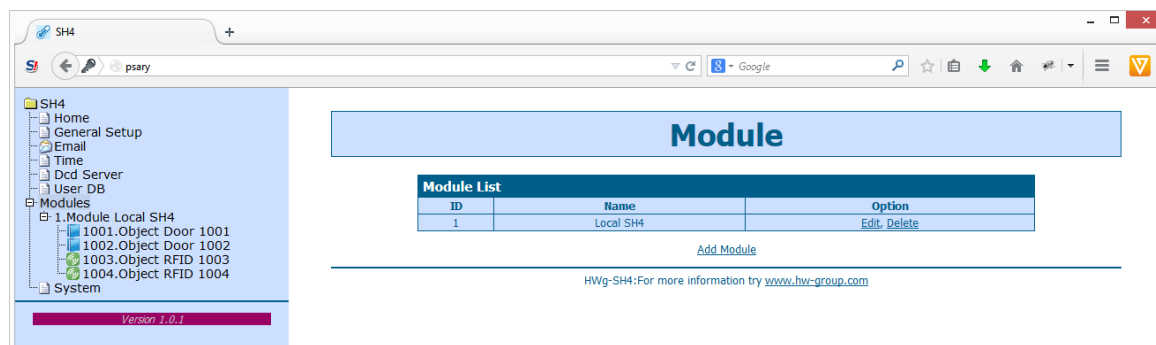 SH4
psary
Google
SH4
Home
General Setup
Email
Time
Dcd Server
User DB
Modules
1.Module Local SH4
1001.Object Door 1001
1002.Object Door 1002
1003.Object RFID 1003
1004.Object RFID 1004
System
Version 1.0.1
Module
Module List
ID Name Option
1 Local SH4 Edit, Delete
Add Module
HWg-SH4:For more information try www.hw-group.com